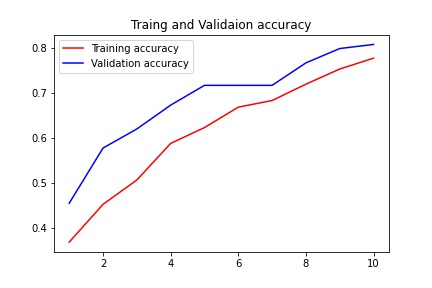 Traing and Validaion accuracy
Training accuracy
Validation accuracy
0.8
0.7
0.6
0.5
0.4
2 4 6 8 10